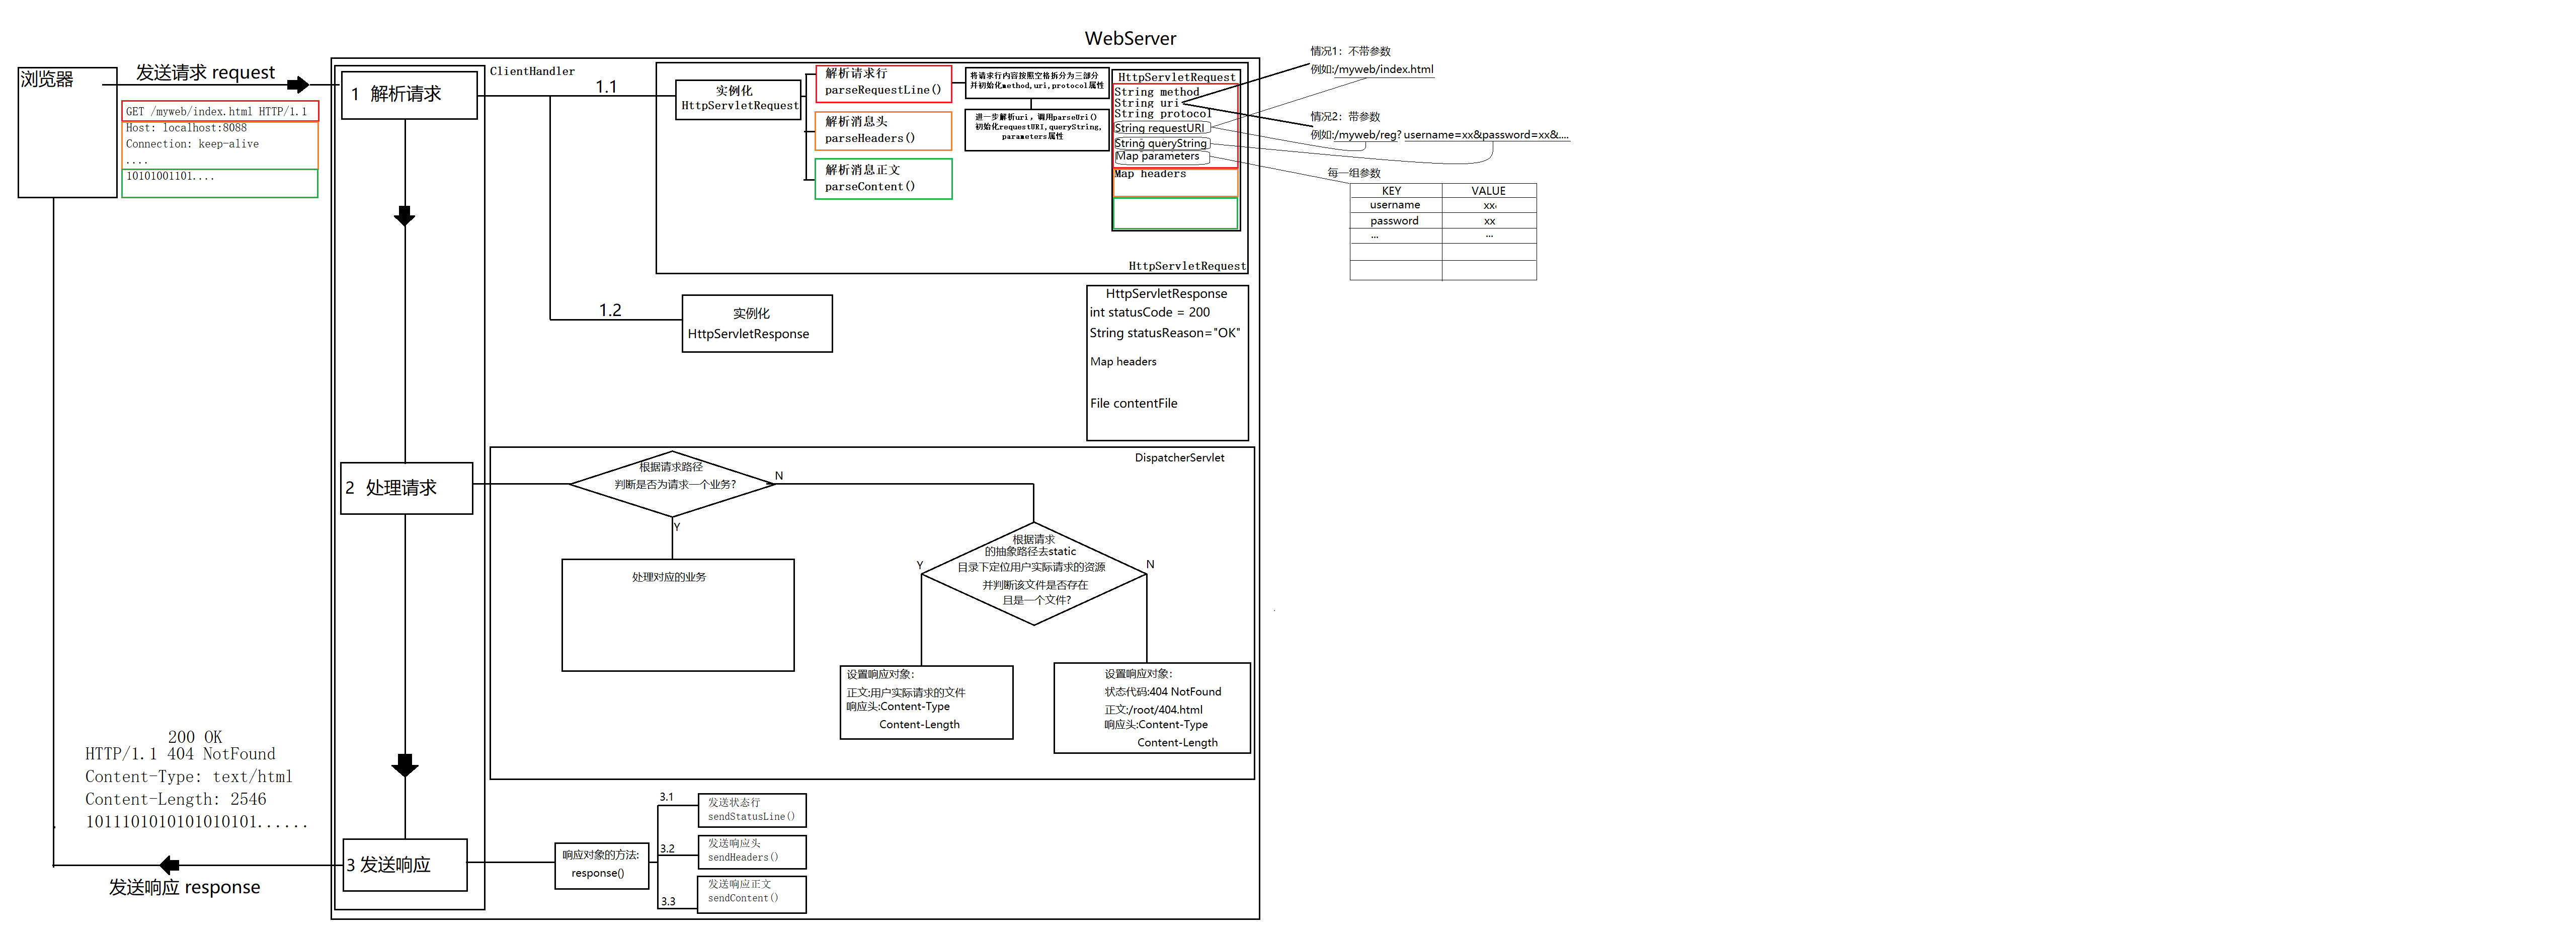 WebServer
浏览器
发送请求 request
GET /myweb/index.html HTTP/1.1
Host: localhost:8088
Connection: keep-alive
....
10101001101....
1 解析请求
ClientHandler
1.1
实例化
HttpServletRequest
解析请求行
parseRequestLine()
解析消息头
parseHeaders()
解析消息正文
parseContent()
将请求行内容按照空格拆分为三部分
并初始化method,uri,protocol属性
进一步解析uri，调用parseUri()
初始化requestURI,queryString,
parameters属性
HttpServletRequest
String method
String uri
String protocol
String requestURI
String queryString
Map parameters
Map headers
HttpServletRequest
情况1：不带参数
例如:/myweb/index.html
情况2：带参数
例如:/myweb/reg? username=xx&password=xx&....
每一组参数
KEY VALUE
username xx
password xx
... ...
1.2
实例化
HttpServletResponse
HttpServletResponse
int statusCode = 200
String statusReason="OK"
Map headers
File contentFile
2 处理请求
DispatcherServlet
根据请求路径
判断是否为请求一个业务?
N
Y
处理对应的业务
根据请求
的抽象路径去static
目录下定位用户实际请求的资源
并判断该文件是否存在
且是一个文件?
Y
N
设置响应对象:
正文:用户实际请求的文件
响应头:Content-Type
Content-Length
设置响应对象:
状态代码:404 NotFound
正文:/root/404.html
响应头:Content-Type
Content-Length
200 OK
HTTP/1.1 404 NotFound
Content-Type: text/html
Content-Length: 2546
1011101010101010101......
3 发送响应
发送响应 response
响应对象的方法:
response()
3.1
发送状态行
sendStatusLine()
3.2
发送响应头
sendHeaders()
3.3
发送响应正文
sendContent()